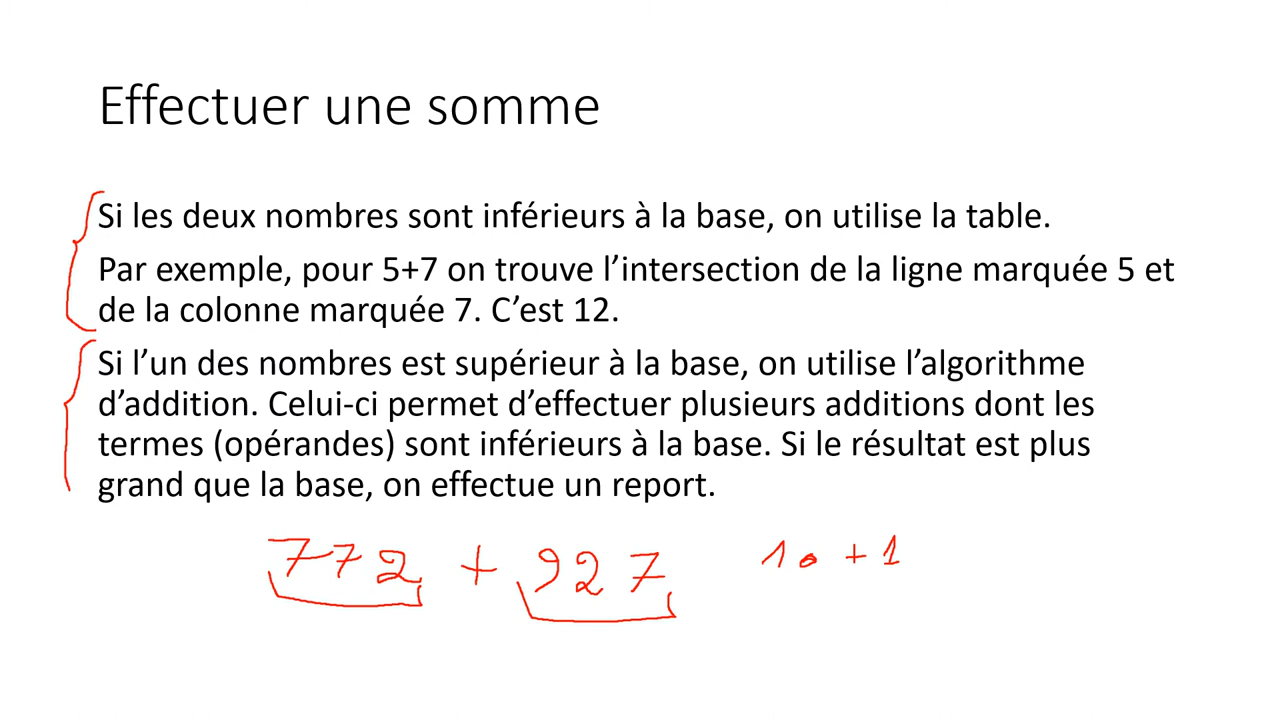 Effectuer une somme
Si les deux nombres sont inférieurs à la base, on utilise la table.
Par exemple, pour 5+7 on trouve l’intersection de la ligne marquée 5 et
de la colonne marquée 7. C’est 12.
Si l’un des nombres est supérieur à la base, on utilise l’algorithme
d’addition. Celui-ci permet d’effectuer plusieurs additions dont les
termes (opérandes) sont inférieurs à la base. Si le résultat est plus
grand que la base, on effectue un report.
772 + 927 10 + 1